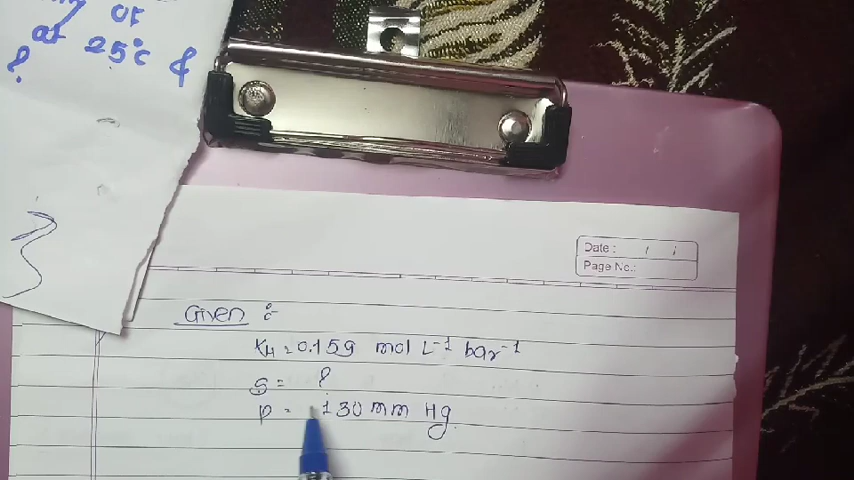 OF
at 25°c &
?
Date :
Page No.:
Given :-
KH = 0.159 mol L⁻¹ bar⁻¹
S = ?
P = 130 mm Hg